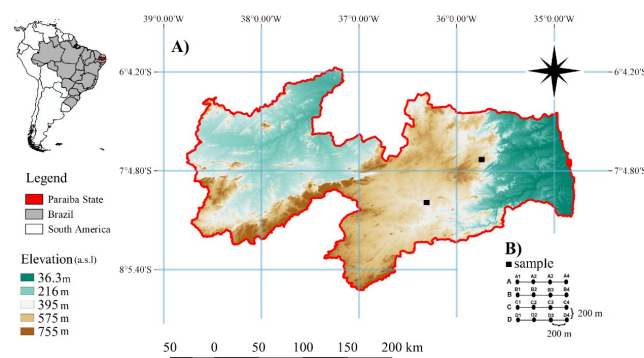 39°0.00'W 38°0.00'W 37°0.00'W 36°0.00'W 35°0.00'W
A)
6°4.20'S 6°4.20'S
7°4.80'S 7°4.80'S
8°5.40'S
Legend
Paraiba State
Brazil
South America
Elevation (a.s.l)
36.3m
216 m
395 m
575 m
755 m
50 0 50 100 150 200 km
B)
sample
A1 A2 A3 A4
A
B1 B2 B3 B4
B
C1 C2 C3 C4
C
D1 D2 D3 D4
D
200 m
200 m